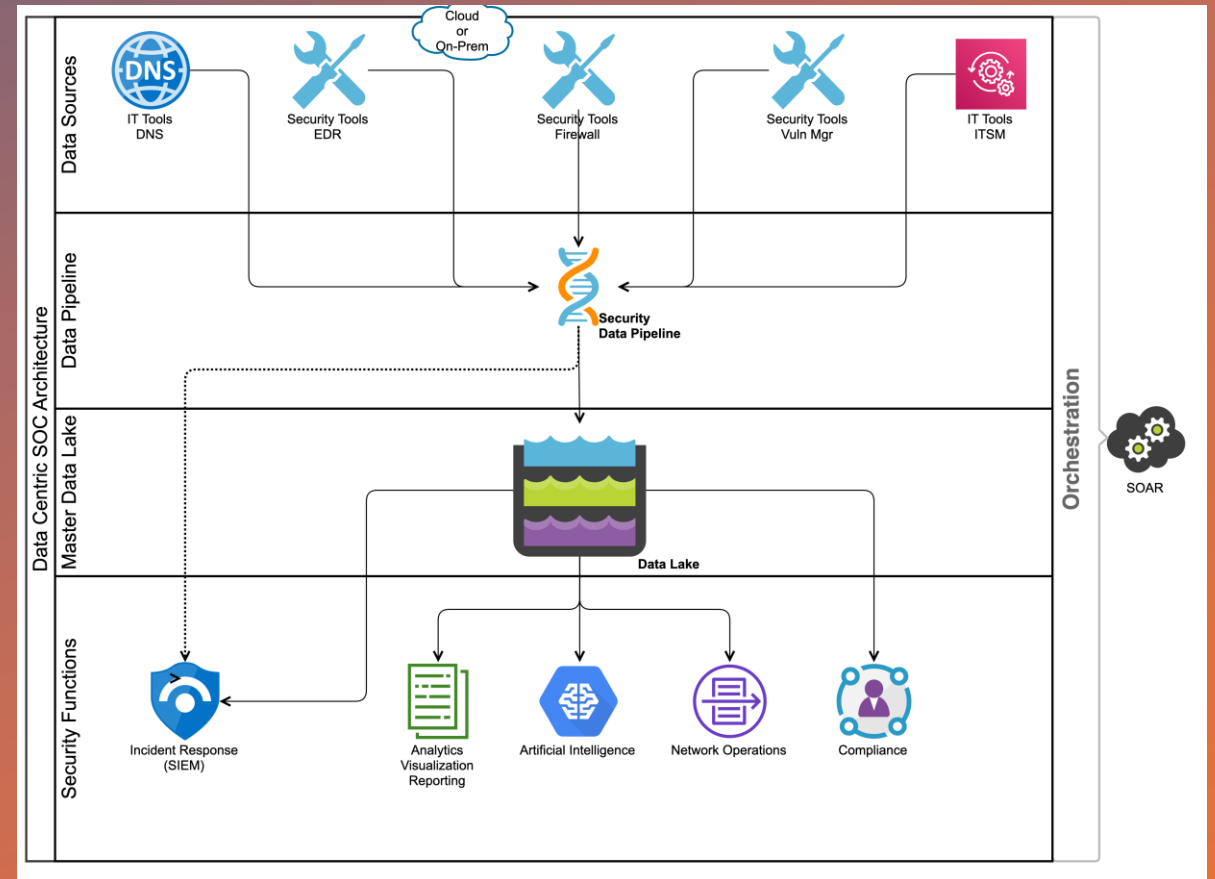 Cloud
or
On-Prem
DNS
IT Tools
DNS
Security Tools
EDR
Security Tools
Firewall
Security Tools
Vuln Mgr
IT Tools
ITSM
Data Centric SOC Architecture
Data Sources
Data Pipeline
Security
Data Pipeline
Master Data Lake
Data Lake
Orchestration
SOAR
Security Functions
Incident Response
(SIEM)
Analytics
Visualization
Reporting
Artificial Intelligence
Network Operations
Compliance